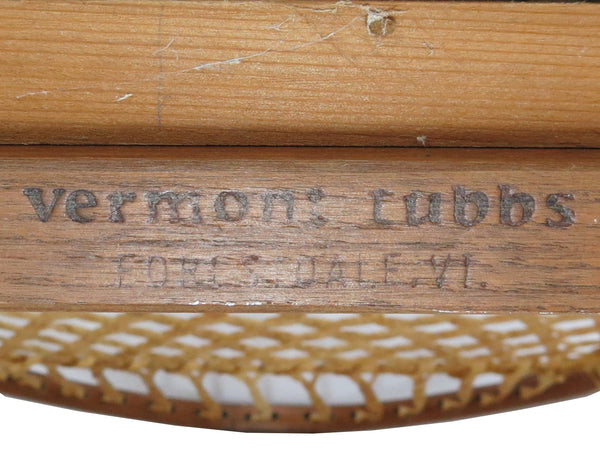 vermont tubbs
FORESTDALE, VT.